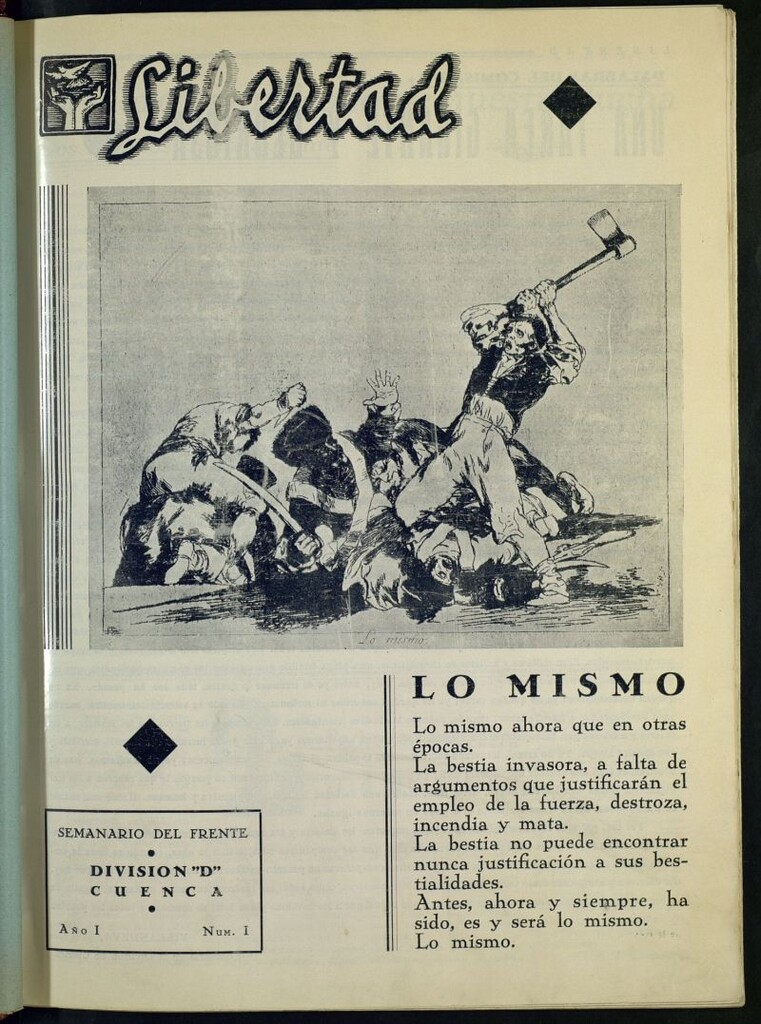 Libertad
Lo mismo.
LO MISMO
Lo mismo ahora que en otras
épocas.
La bestia invasora, a falta de
argumentos que justificarán el
empleo de la fuerza, destroza,
incendia y mata.
La bestia no puede encontrar
nunca justificación a sus bes-
tialidades.
Antes, ahora y siempre, ha
sido, es y será lo mismo.
Lo mismo.
SEMANARIO DEL FRENTE
DIVISION "D"
CUENCA
Año I Num. I